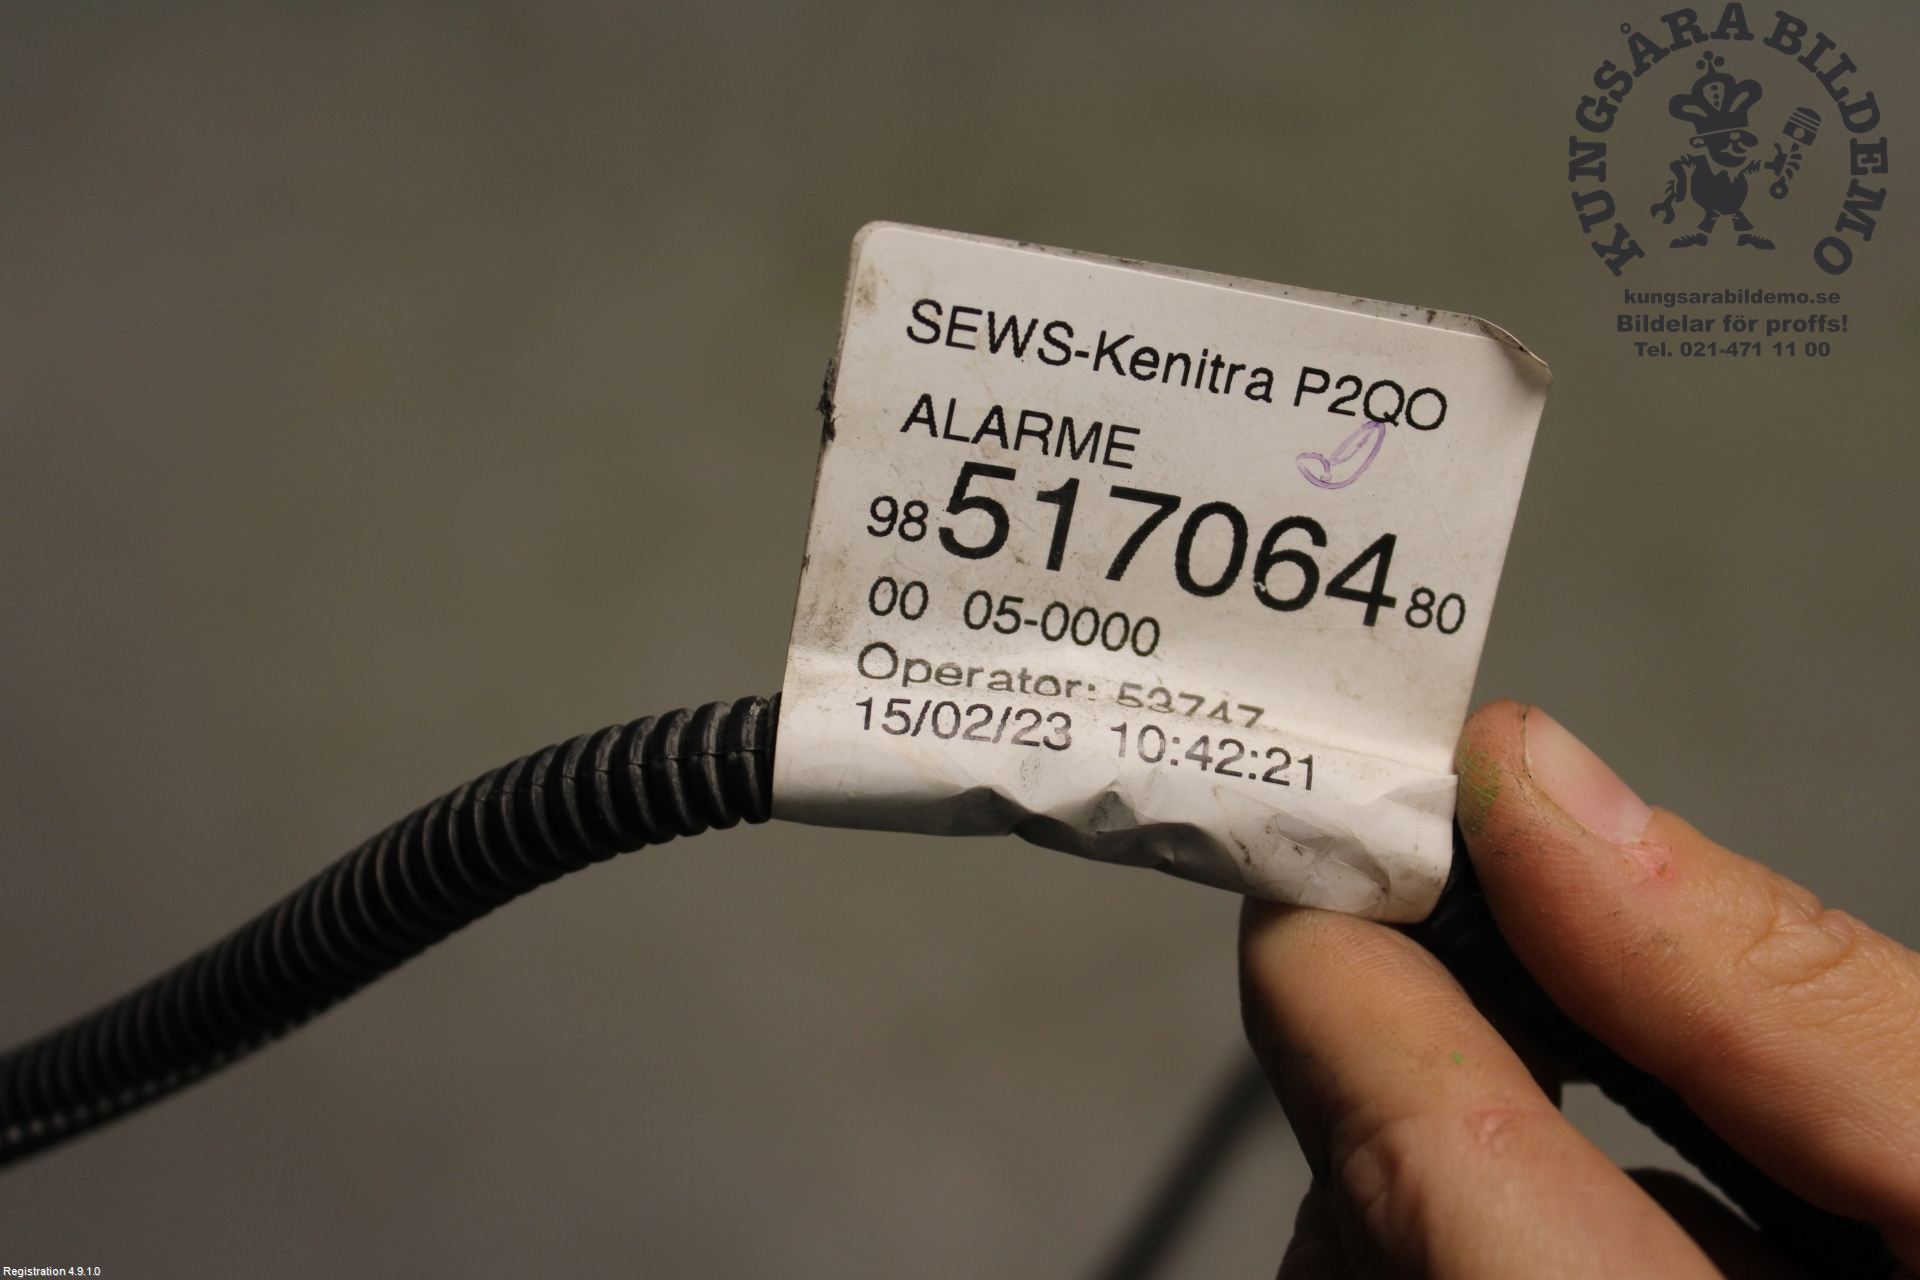 KUNGSÅRA BILDEMO
kungsarabildemo.se
Bildelar för proffs!
Tel. 021-471 11 00
SEWS-Kenitra P2QO
ALARME
98 517064 80
00 05-0000
Operator: 53747
15/02/23 10:42:21
Registration 4.9.1.0